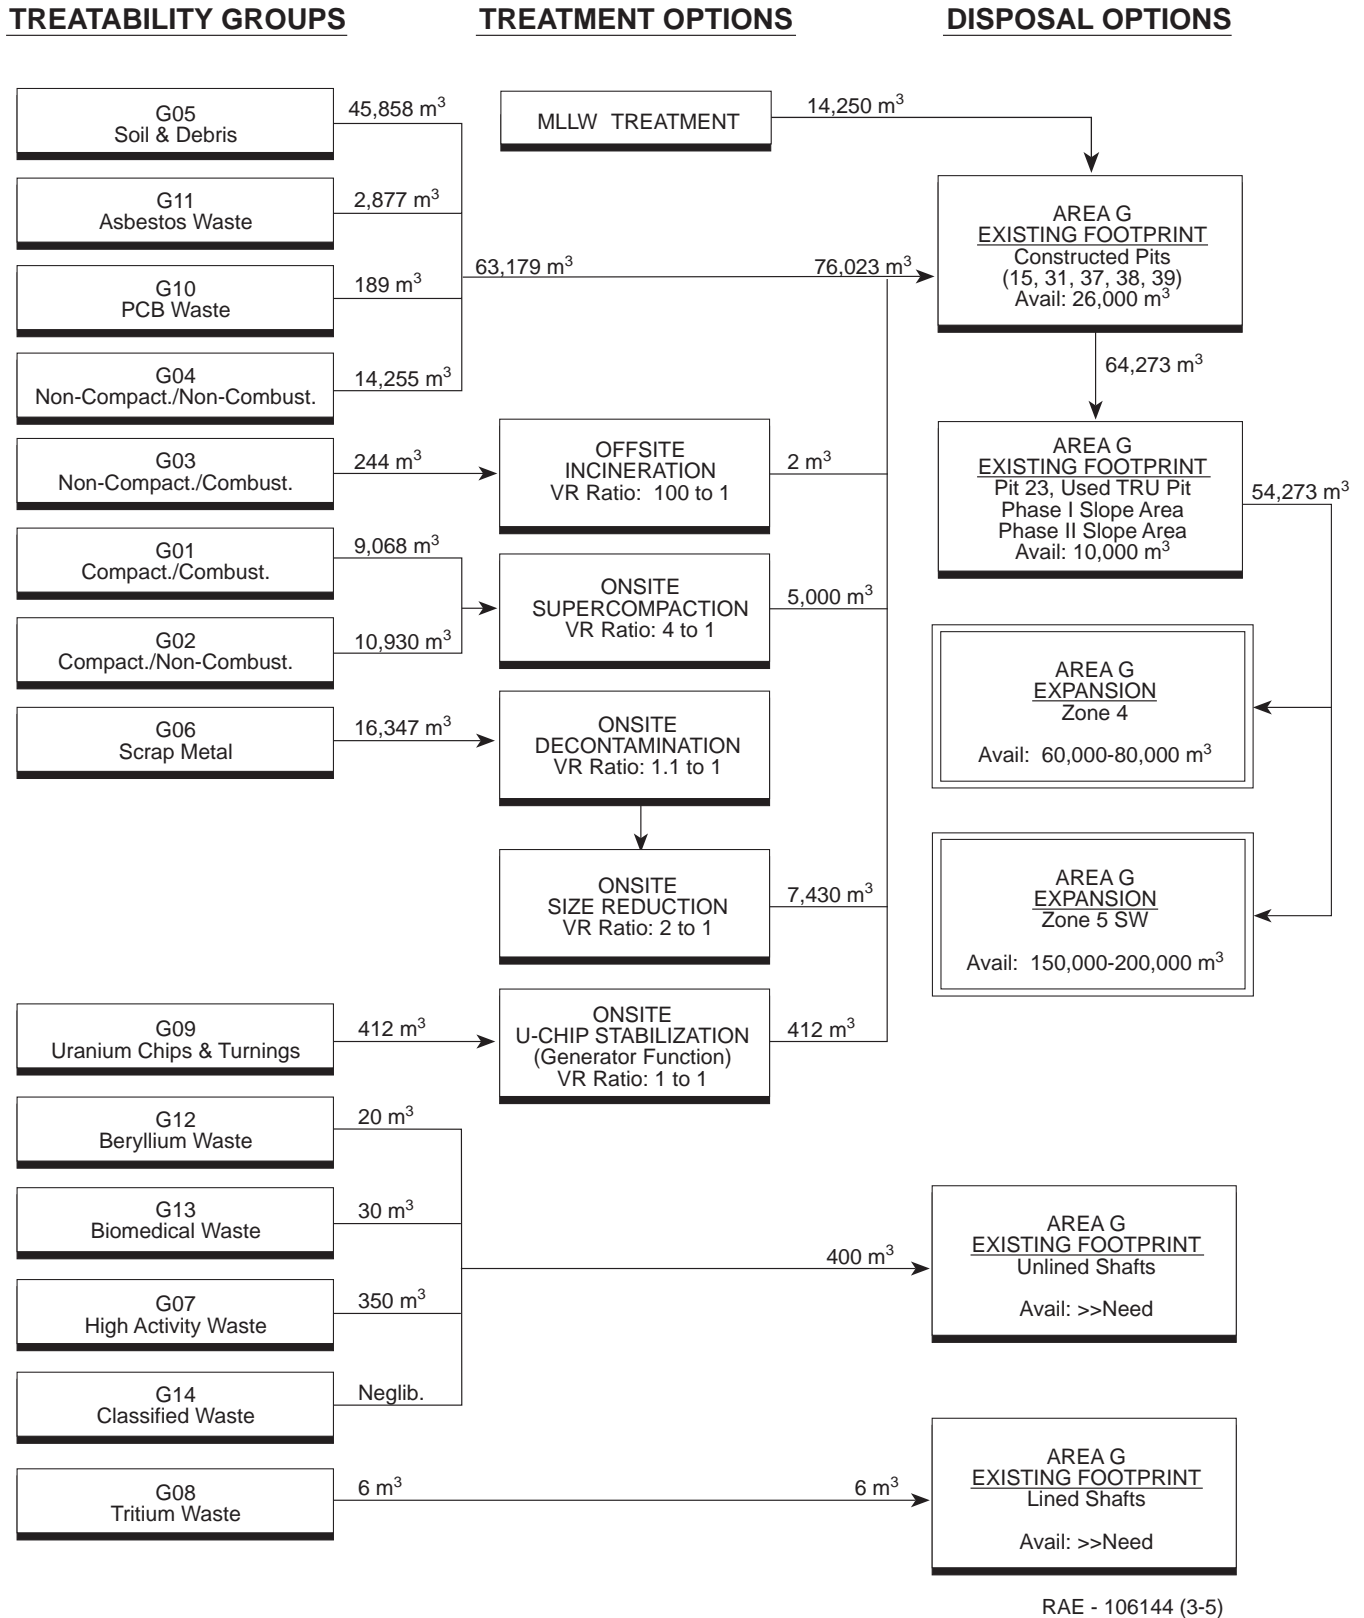 TREATABILITY GROUPS
TREATMENT OPTIONS
DISPOSAL OPTIONS
G05
Soil & Debris
45,858 m³
G11
Asbestos Waste
2,877 m³
G10
PCB Waste
189 m³
G04
Non-Compact./Non-Combust.
14,255 m³
63,179 m³
76,023 m³
MLLW TREATMENT
14,250 m³
AREA G
EXISTING FOOTPRINT
Constructed Pits
(15, 31, 37, 38, 39)
Avail: 26,000 m³
64,273 m³
G03
Non-Compact./Combust.
244 m³
OFFSITE
INCINERATION
VR Ratio: 100 to 1
2 m³
AREA G
EXISTING FOOTPRINT
Pit 23, Used TRU Pit
Phase I Slope Area
Phase II Slope Area
Avail: 10,000 m³
54,273 m³
G01
Compact./Combust.
9,068 m³
G02
Compact./Non-Combust.
10,930 m³
ONSITE
SUPERCOMPACTION
VR Ratio: 4 to 1
5,000 m³
G06
Scrap Metal
16,347 m³
ONSITE
DECONTAMINATION
VR Ratio: 1.1 to 1
AREA G
EXPANSION
Zone 4
Avail: 60,000-80,000 m³
ONSITE
SIZE REDUCTION
VR Ratio: 2 to 1
7,430 m³
AREA G
EXPANSION
Zone 5 SW
Avail: 150,000-200,000 m³
G09
Uranium Chips & Turnings
412 m³
ONSITE
U-CHIP STABILIZATION
(Generator Function)
VR Ratio: 1 to 1
412 m³
G12
Beryllium Waste
20 m³
G13
Biomedical Waste
30 m³
G07
High Activity Waste
350 m³
G14
Classified Waste
Neglib.
400 m³
AREA G
EXISTING FOOTPRINT
Unlined Shafts
Avail: >>Need
G08
Tritium Waste
6 m³
6 m³
AREA G
EXISTING FOOTPRINT
Lined Shafts
Avail: >>Need
RAE - 106144 (3-5)